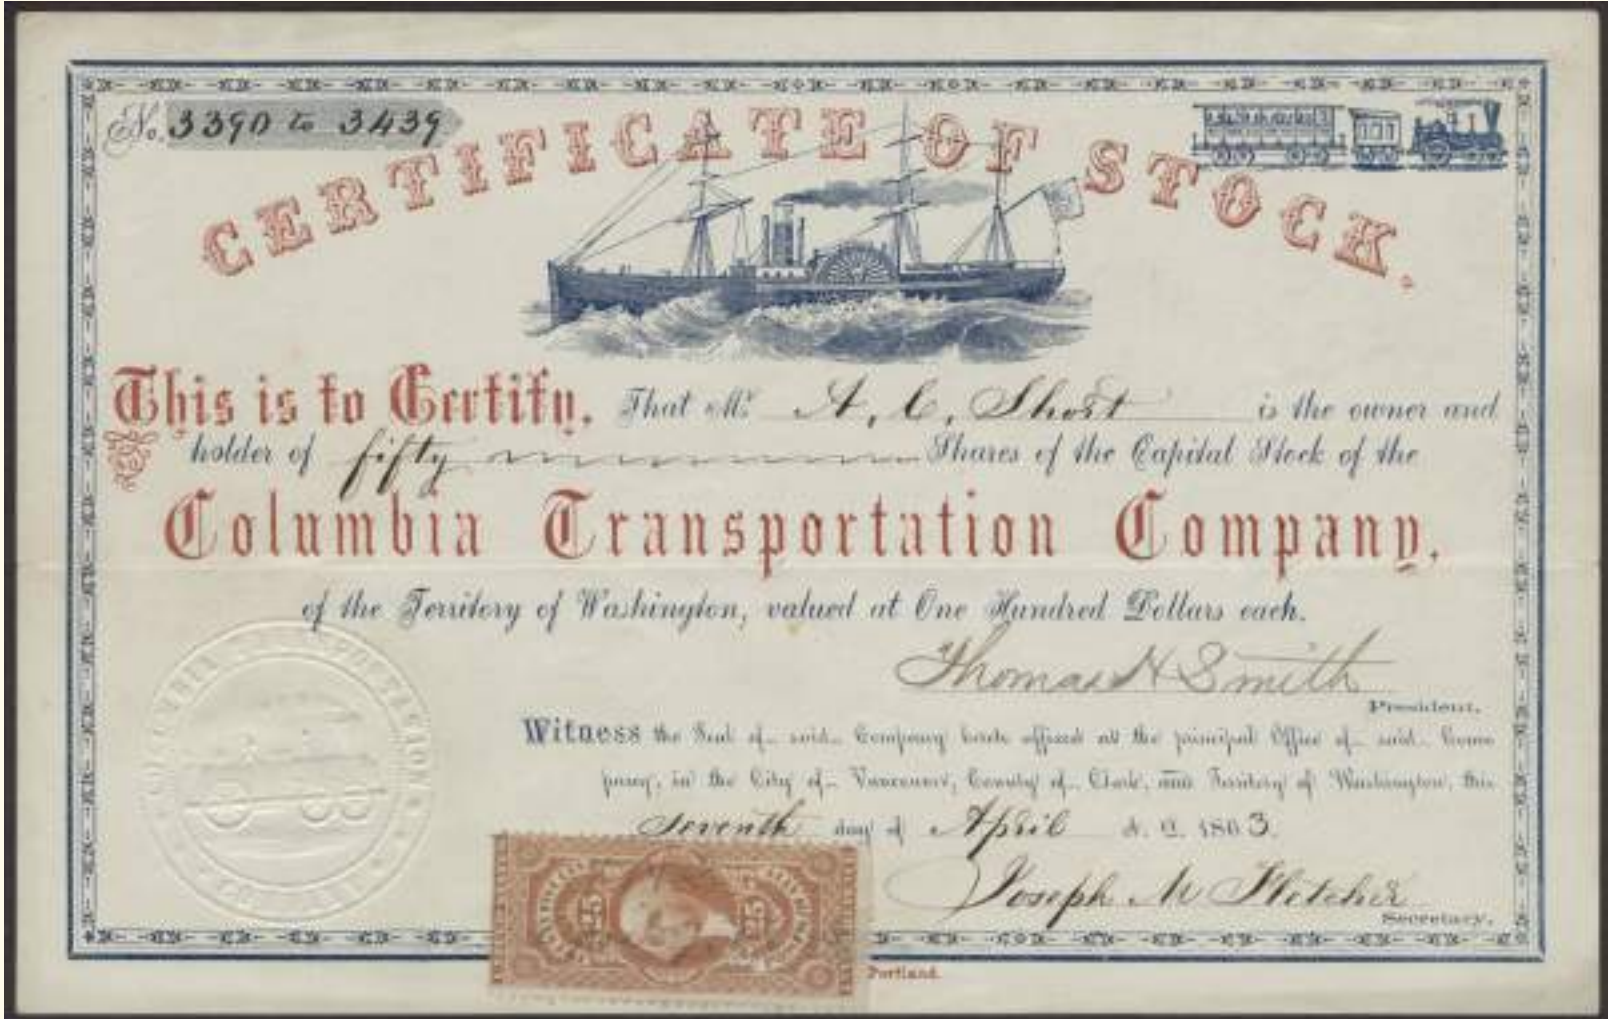 No. 3390 to 3439
CERTIFICATE OF STOCK.
This is to Certify, That Mr. A. C. Short is the owner and
holder of fifty Shares of the Capital Stock of the
Columbia Transportation Company,
of the Territory of Washington, valued at One Hundred Dollars each.
Thomas H Smith
President.
Witness the Seal of said Company hereto affixed at the principal Office of said Com
pany, in the City of Vancouver, County of Clark, and Territory of Washington, this
Seventh day of April A. D. 1863.
Joseph M Fletcher
Secretary.
COLUMBIA TRANSPORTATION
25 25
Portland.